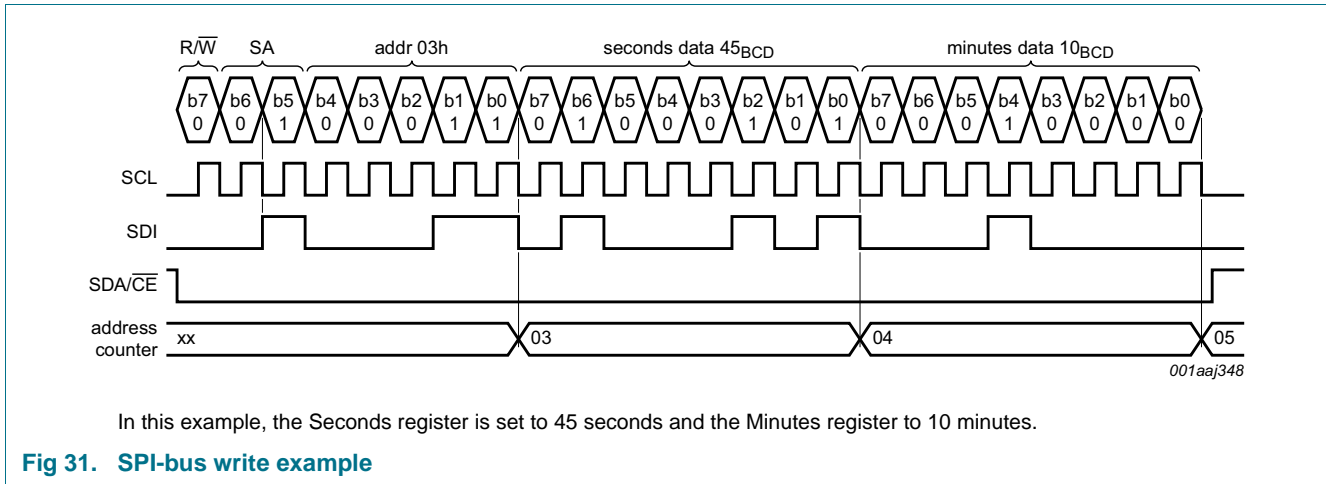 R/W SA addr 03h seconds data 45BCD minutes data 10BCD
b7 b6 b5 b4 b3 b2 b1 b0 b7 b6 b5 b4 b3 b2 b1 b0 b7 b6 b5 b4 b3 b2 b1 b0
0 0 1 0 0 0 1 1 0 1 0 0 0 1 0 1 0 0 0 1 0 0 0 0
SCL
SDI
SDA/CE
address
counter
xx 03 04 05
001aaj348
In this example, the Seconds register is set to 45 seconds and the Minutes register to 10 minutes.
Fig 31. SPI-bus write example